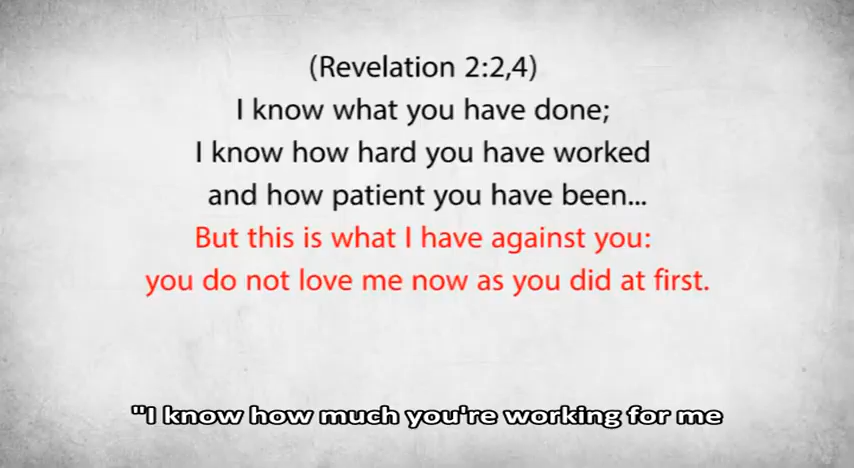 (Revelation 2:2,4)
I know what you have done;
I know how hard you have worked
and how patient you have been...
But this is what I have against you:
you do not love me now as you did at first.
"I know how much you're working for me